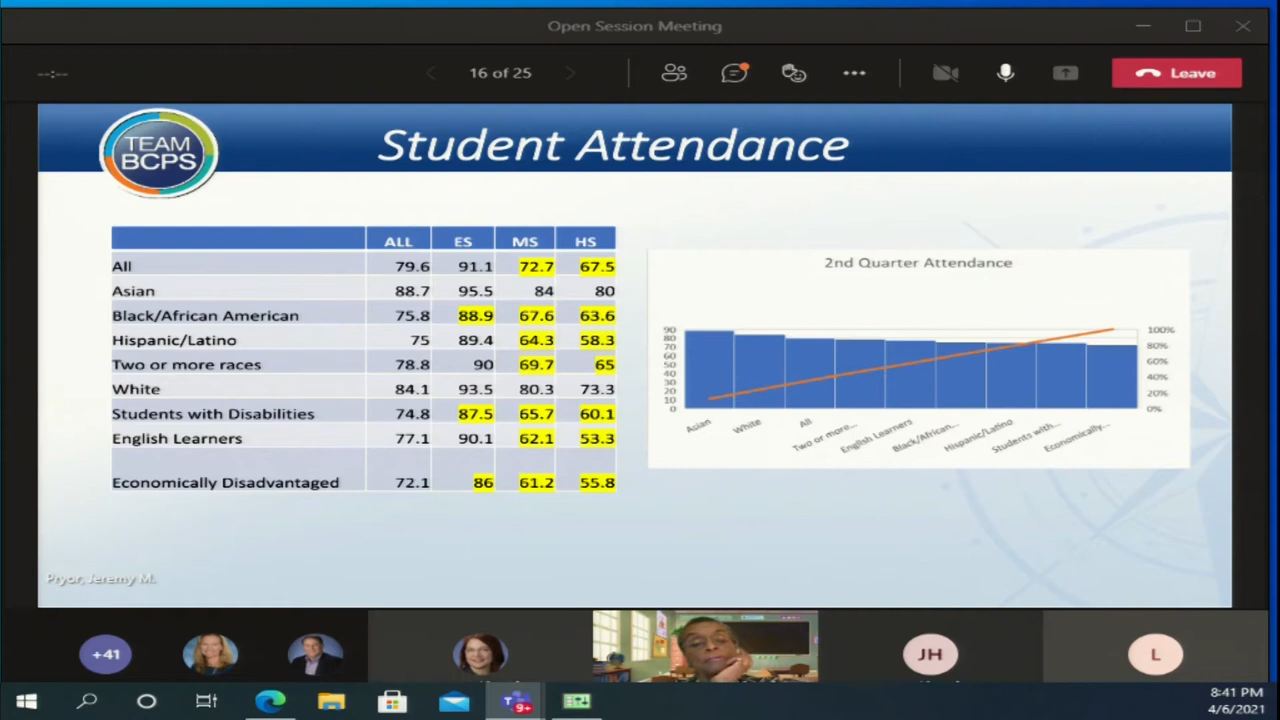 Open Session Meeting
--:--
16 of 25
Leave
TEAM
BCPS
Student Attendance
ALL ES MS HS
All 79.6 91.1 72.7 67.5
Asian 88.7 95.5 84 80
Black/African American 75.8 88.9 67.6 63.6
Hispanic/Latino 75 89.4 64.3 58.3
Two or more races 78.8 90 69.7 65
White 84.1 93.5 80.3 73.3
Students with Disabilities 74.8 87.5 65.7 60.1
English Learners 77.1 90.1 62.1 53.3
Economically Disadvantaged 72.1 86 61.2 55.8
2nd Quarter Attendance
90
80
70
60
50
40
30
20
10
0
100%
80%
60%
40%
20%
0%
Asian
White
All
Two or more...
English Learners
Black/African...
Hispanic/Latino
Students with...
Economically...
Pryor, Jeremy M.
+41
JH
L
T
9+
8:41 PM
4/6/2021